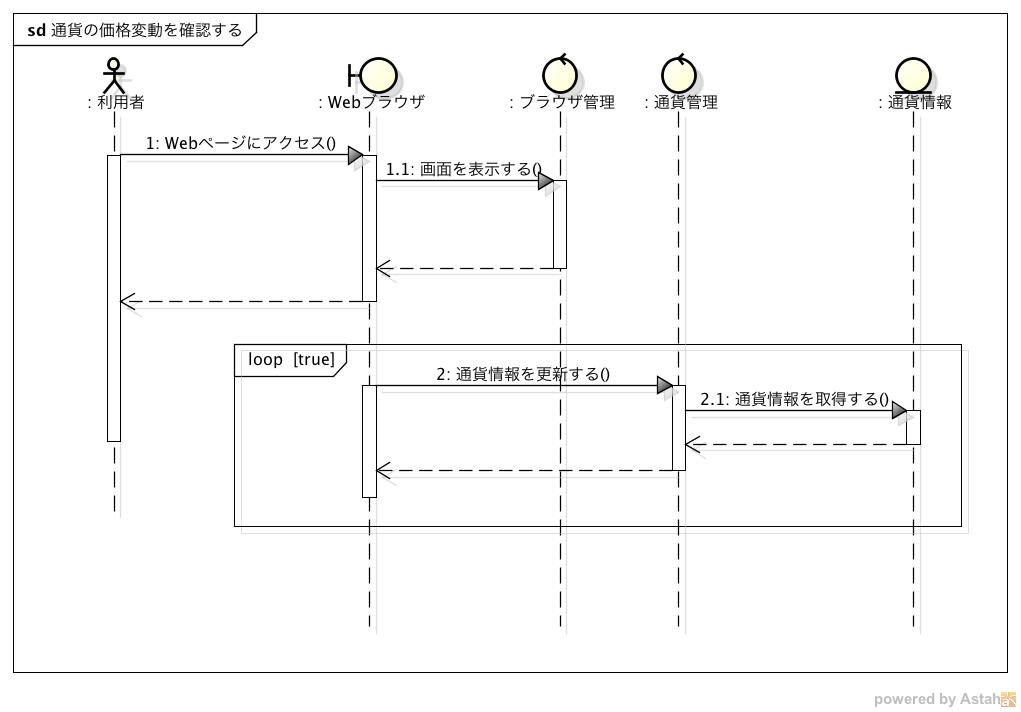 sd 通貨の価格変動を確認する
: 利用者
: Webブラウザ
: ブラウザ管理
: 通貨管理
: 通貨情報
1: Webページにアクセス()
1.1: 画面を表示する()
loop [true]
2: 通貨情報を更新する()
2.1: 通貨情報を取得する()
powered by Astah